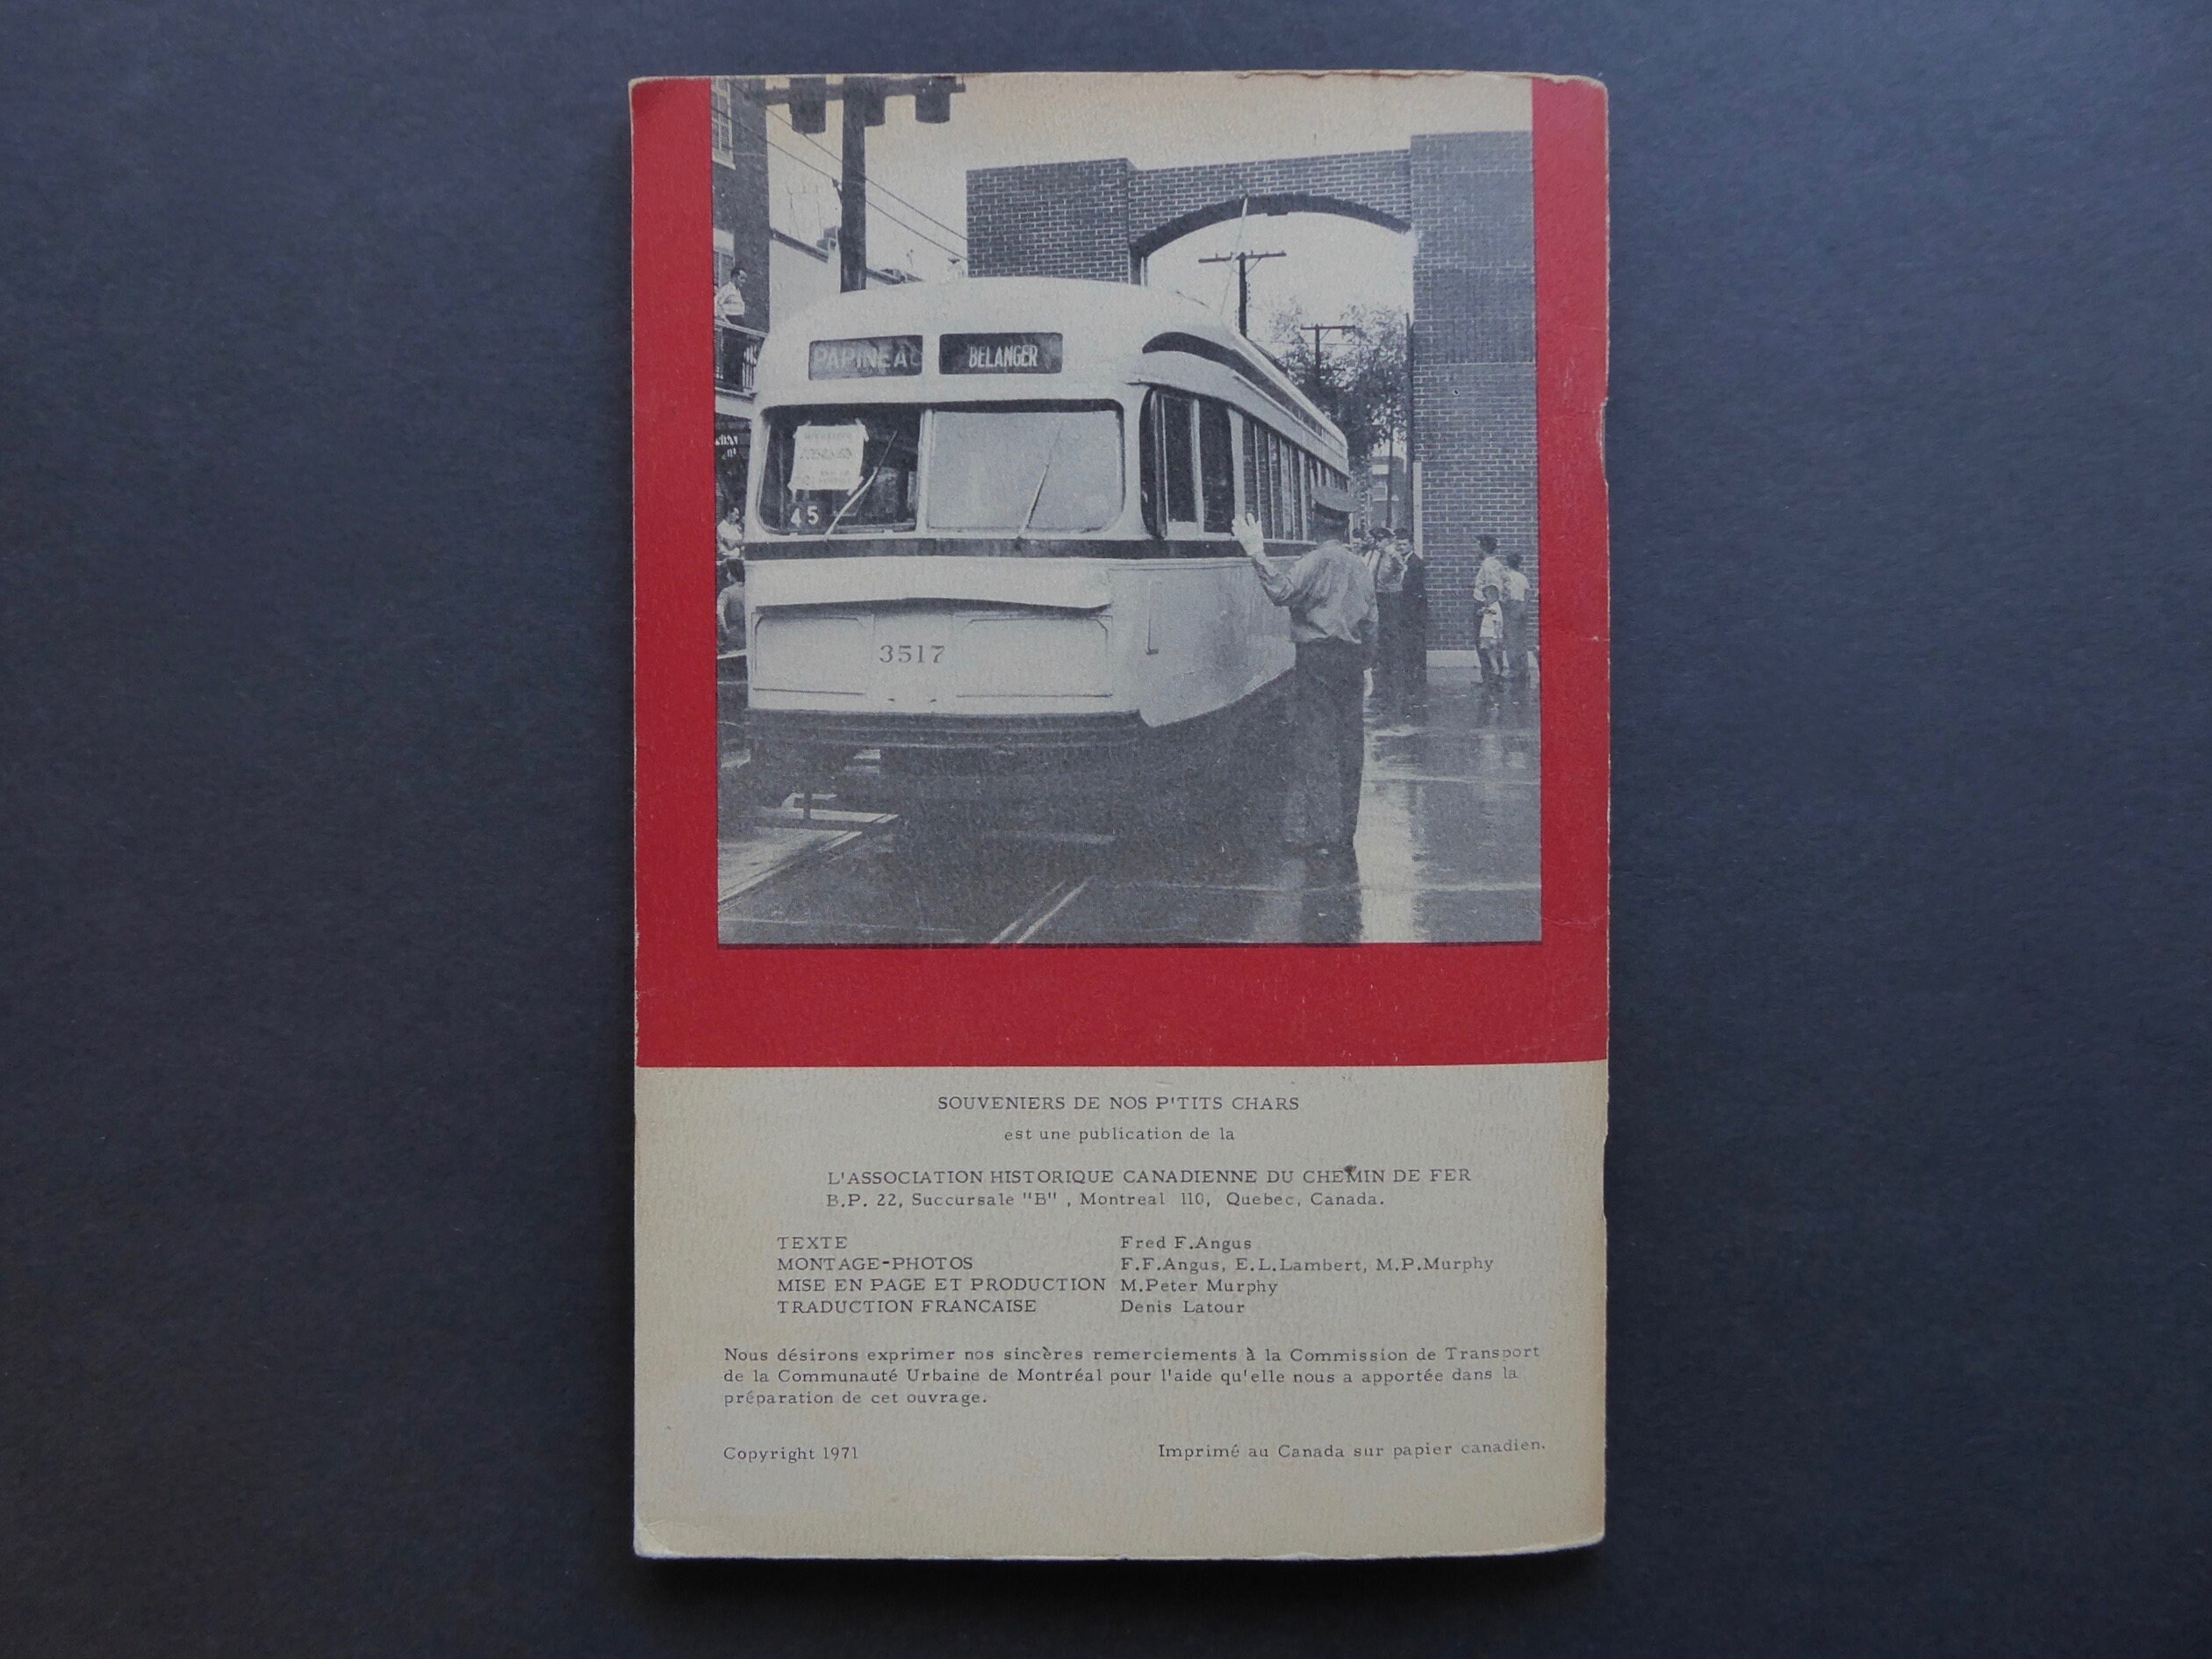 PAPINEAU
BELANGER
45
3517
SOUVENIERS DE NOS P'TITS CHARS
est une publication de la
L'ASSOCIATION HISTORIQUE CANADIENNE DU CHEMIN DE FER
B.P. 22, Succursale "B" , Montreal 110, Quebec, Canada.
TEXTE Fred F.Angus
MONTAGE-PHOTOS F.F.Angus, E.L.Lambert, M.P.Murphy
MISE EN PAGE ET PRODUCTION M.Peter Murphy
TRADUCTION FRANCAISE Denis Latour
Nous désirons exprimer nos sincères remerciements à la Commission de Transport
de la Communauté Urbaine de Montréal pour l'aide qu'elle nous a apportée dans la
préparation de cet ouvrage.
Copyright 1971 Imprimé au Canada sur papier canadien.